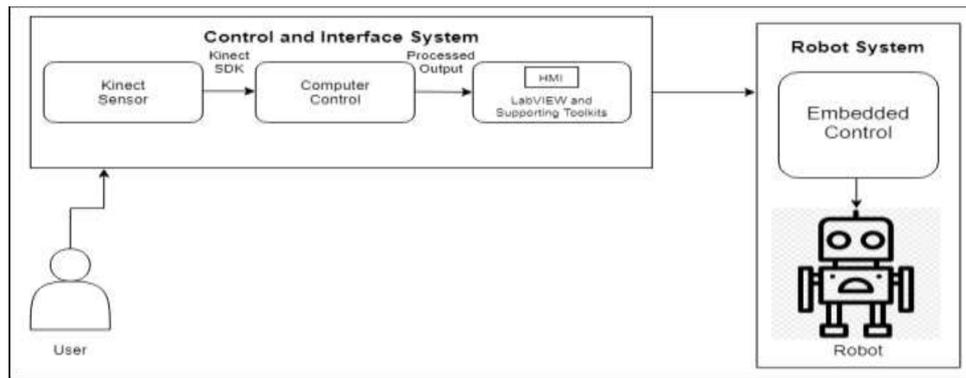 Control and Interface System
Kinect
SDK
Processed
Output
Kinect
Sensor
Computer
Control
HMI
LabVIEW and
Supporting Toolkits
Robot System
Embedded
Control
User
Robot